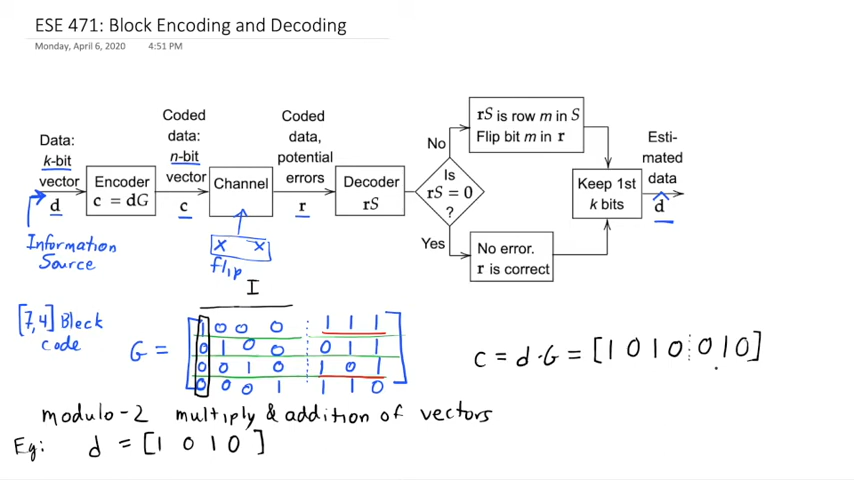 ESE 471: Block Encoding and Decoding
Monday, April 6, 2020 4:51 PM
Data:
k-bit
vector
d
Encoder
c = dG
Coded
data:
n-bit
vector
c
Channel
Coded
data,
potential
errors
r
Decoder
rS
Is
rS = 0
?
No
rS is row m in S
Flip bit m in r
Yes
No error.
r is correct
Keep 1st
k bits
Esti-
mated
data
d̂
Information
Source
x x
flip
I
[7,4] Block
code
G =
1 0 0 0 1 1 1
0 1 0 0 0 1 1
0 0 1 0 1 0 1
0 0 0 1 1 1 0
c = d·G = [1 0 1 0 0 1 0]
modulo-2 multiply & addition of vectors
Eg: d = [1 0 1 0]